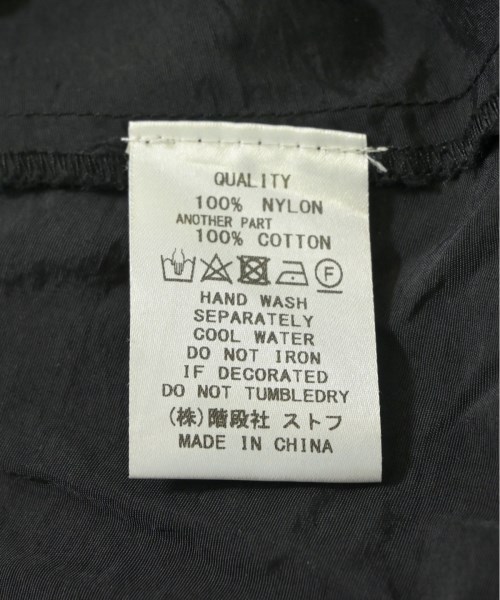 QUALITY
100% NYLON
ANOTHER PART
100% COTTON
F
HAND WASH
SEPARATELY
COOL WATER
DO NOT IRON
IF DECORATED
DO NOT TUMBLEDRY
(株)階段社 ストフ
MADE IN CHINA